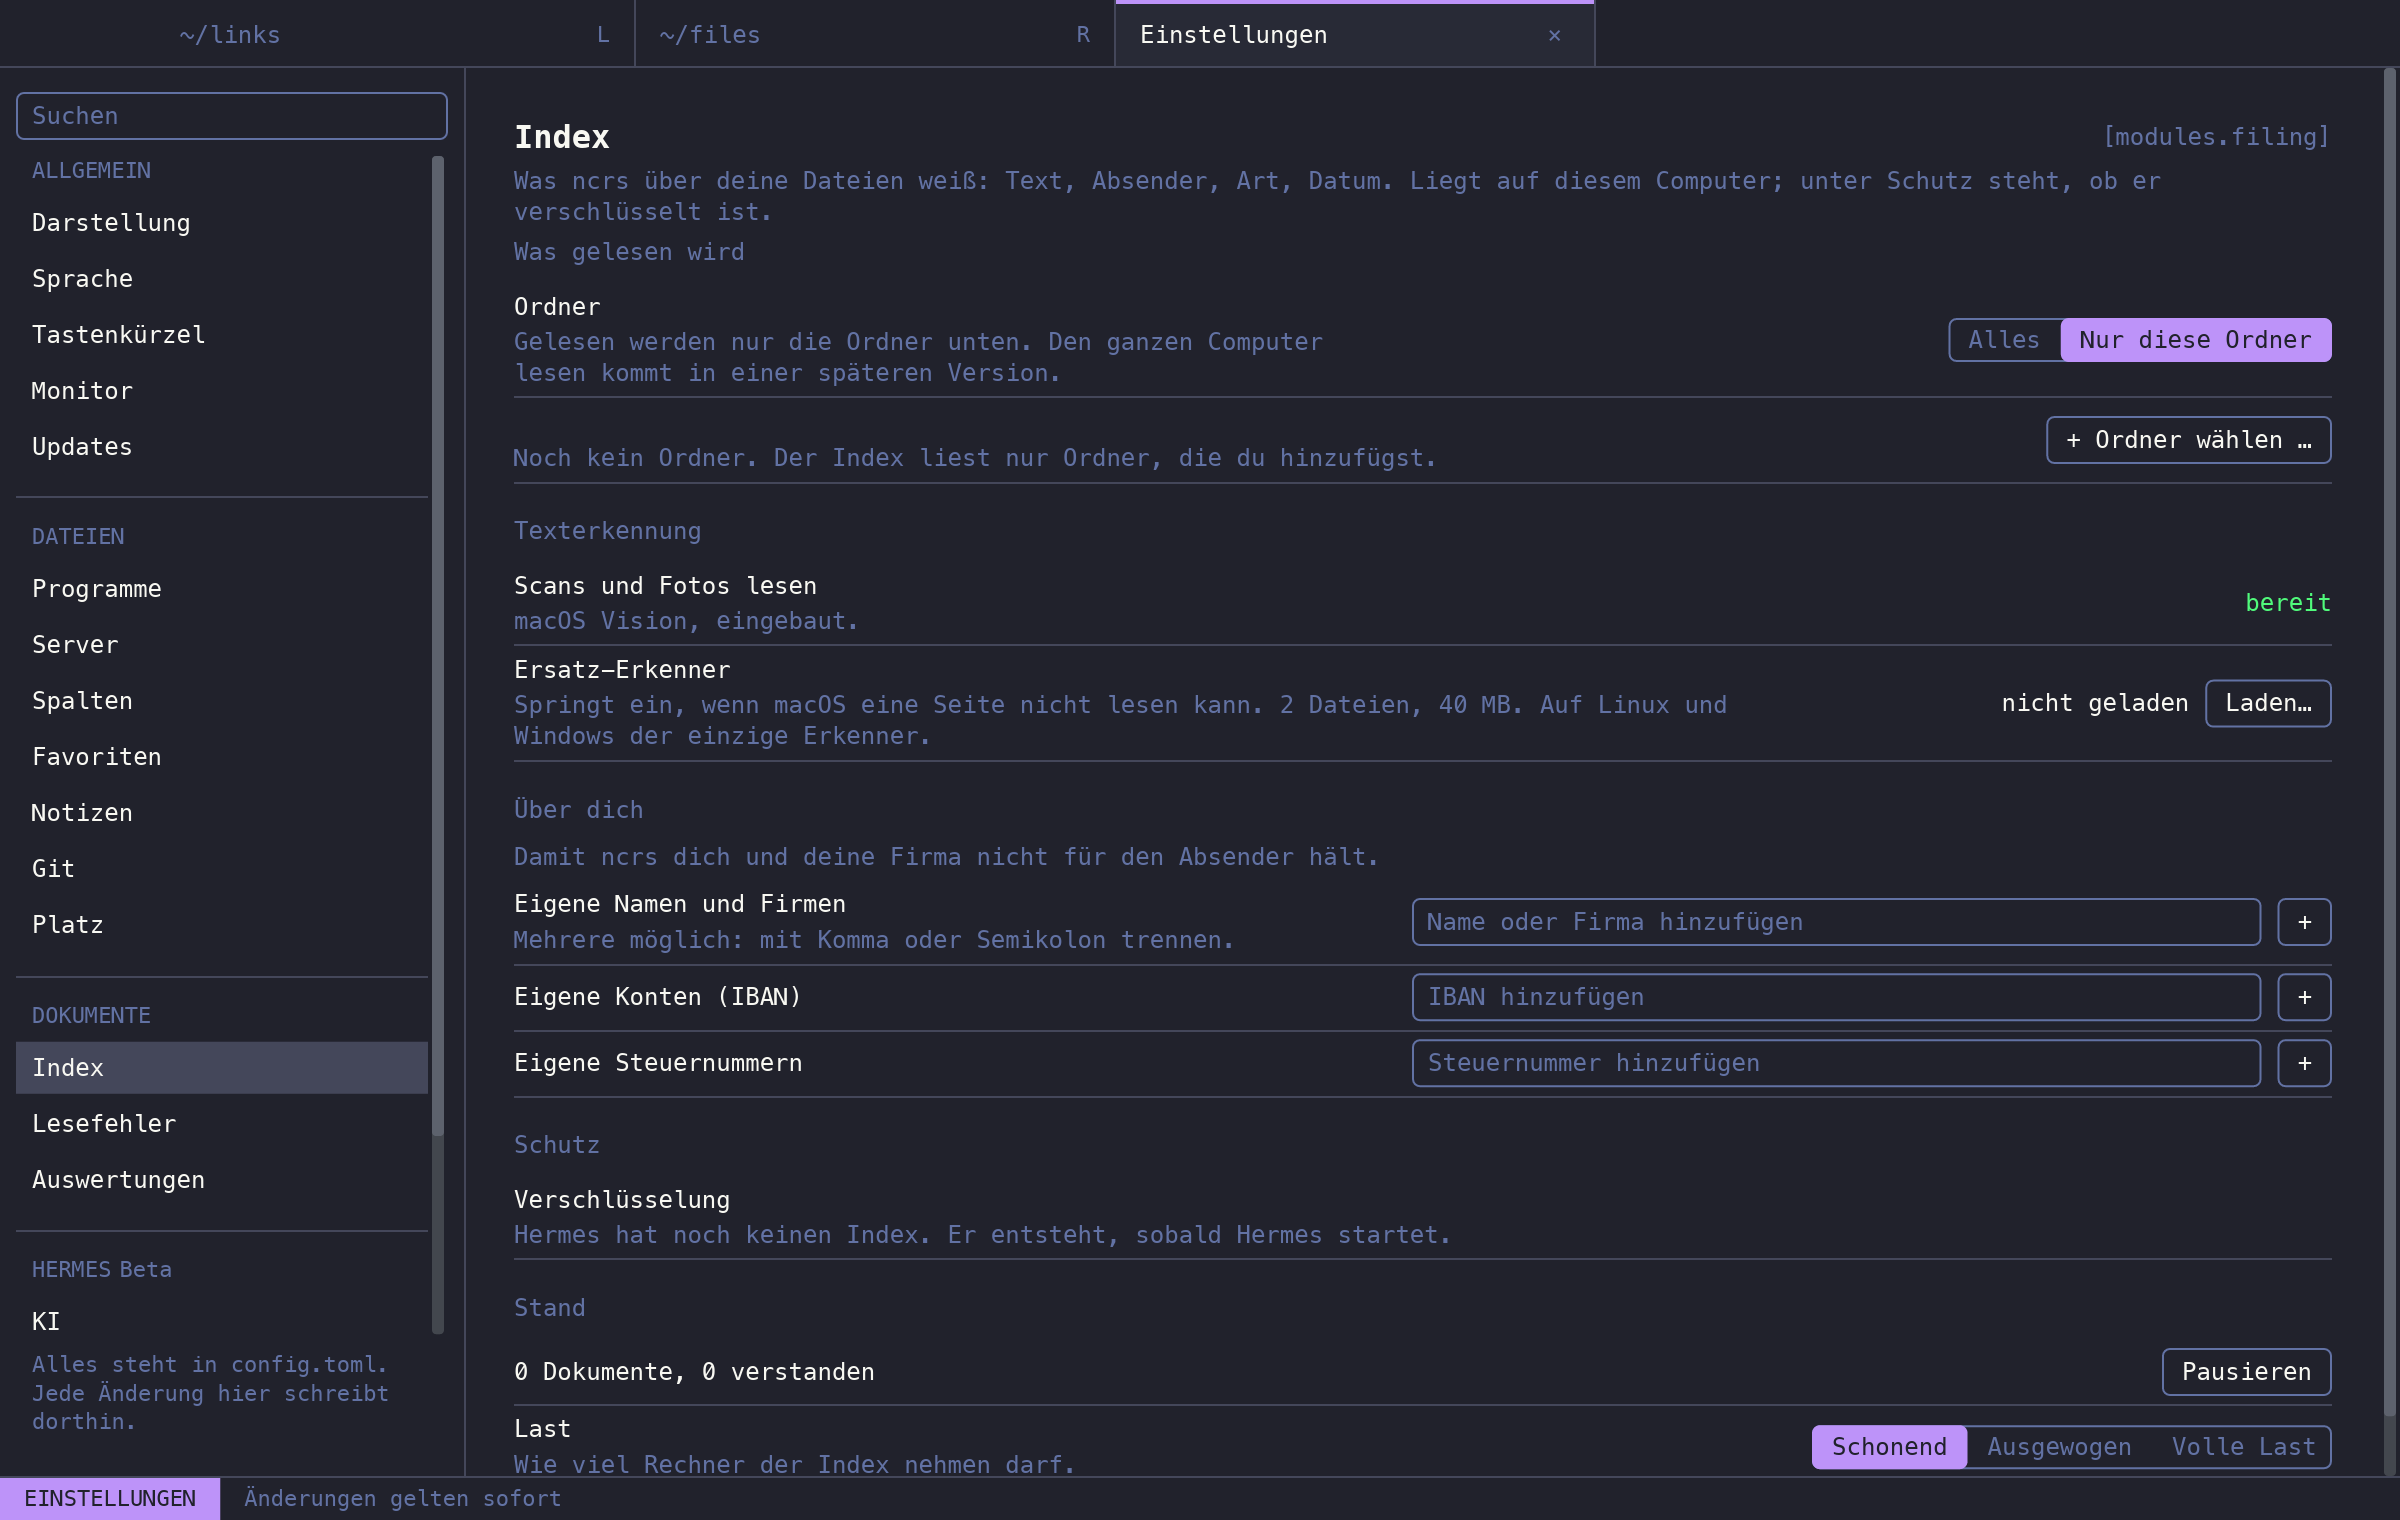 ~/links L ~/files R Einstellungen ×
Suchen
ALLGEMEIN
Darstellung
Sprache
Tastenkürzel
Monitor
Updates
DATEIEN
Programme
Server
Spalten
Favoriten
Notizen
Git
Platz
DOKUMENTE
Index
Lesefehler
Auswertungen
HERMES Beta
KI
Alles steht in config.toml.
Jede Änderung hier schreibt
dorthin.
Index [modules.filing]
Was ncrs über deine Dateien weiß: Text, Absender, Art, Datum. Liegt auf diesem Computer; unter Schutz steht, ob er
verschlüsselt ist.
Was gelesen wird
Ordner
Gelesen werden nur die Ordner unten. Den ganzen Computer
lesen kommt in einer späteren Version.
Alles Nur diese Ordner
Noch kein Ordner. Der Index liest nur Ordner, die du hinzufügst.
+ Ordner wählen …
Texterkennung
Scans und Fotos lesen
macOS Vision, eingebaut.
bereit
Ersatz-Erkenner
Springt ein, wenn macOS eine Seite nicht lesen kann. 2 Dateien, 40 MB. Auf Linux und
Windows der einzige Erkenner.
nicht geladen Laden…
Über dich
Damit ncrs dich und deine Firma nicht für den Absender hält.
Eigene Namen und Firmen
Mehrere möglich: mit Komma oder Semikolon trennen.
Name oder Firma hinzufügen +
Eigene Konten (IBAN) IBAN hinzufügen +
Eigene Steuernummern Steuernummer hinzufügen +
Schutz
Verschlüsselung
Hermes hat noch keinen Index. Er entsteht, sobald Hermes startet.
Stand
0 Dokumente, 0 verstanden Pausieren
Last
Wie viel Rechner der Index nehmen darf.
Schonend Ausgewogen Volle Last
EINSTELLUNGEN Änderungen gelten sofort